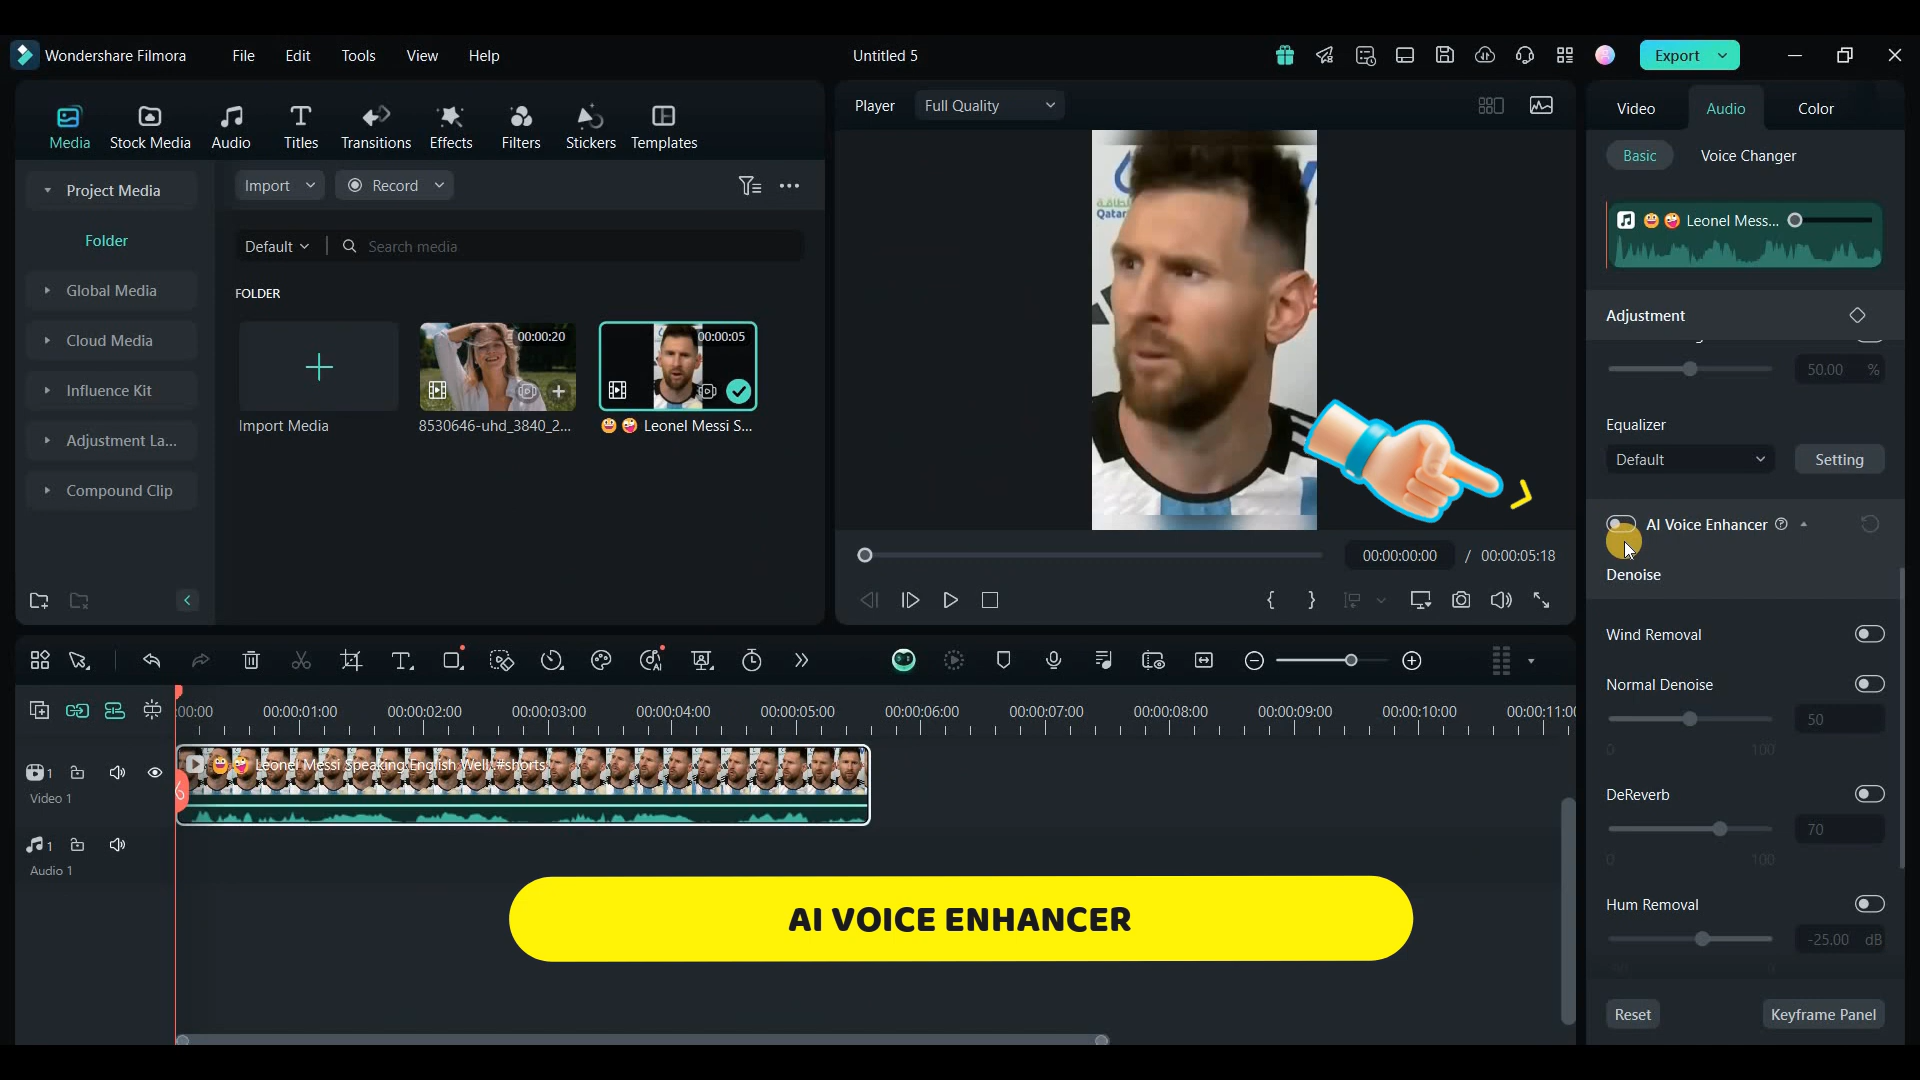 Wondershare Filmora
File
Edit
Tools
View
Help
Untitled 5
Export
Media
Stock Media
Audio
Titles
Transitions
Effects
Filters
Stickers
Templates
Player
Full Quality
Video
Audio
Color
Project Media
Folder
Global Media
Cloud Media
Influence Kit
Adjustment La...
Compound Clip
Import
Record
Default
Search media
FOLDER
00:00:20
00:00:05
Import Media
8530646-uhd_3840_2...
😀 🤪 Leonel Messi S...
Qatar
00:00:00:00 / 00:00:05:18
Basic
Voice Changer
😀 🤪 Leonel Mess...
Adjustment
50.00 %
Equalizer
Default
Setting
AI Voice Enhancer
Denoise
Wind Removal
Normal Denoise
50
0 100
DeReverb
70
0 100
Hum Removal
-25.00 dB
Reset
Keyframe Panel
:00:00
00:00:01:00
00:00:02:00
00:00:03:00
00:00:04:00
00:00:05:00
00:00:06:00
00:00:07:00
00:00:08:00
00:00:09:00
00:00:10:00
00:00:11:0
1
Video 1
😀 🤪 Leonel Messi Speaking English Well #shorts
1
Audio 1
AI VOICE ENHANCER